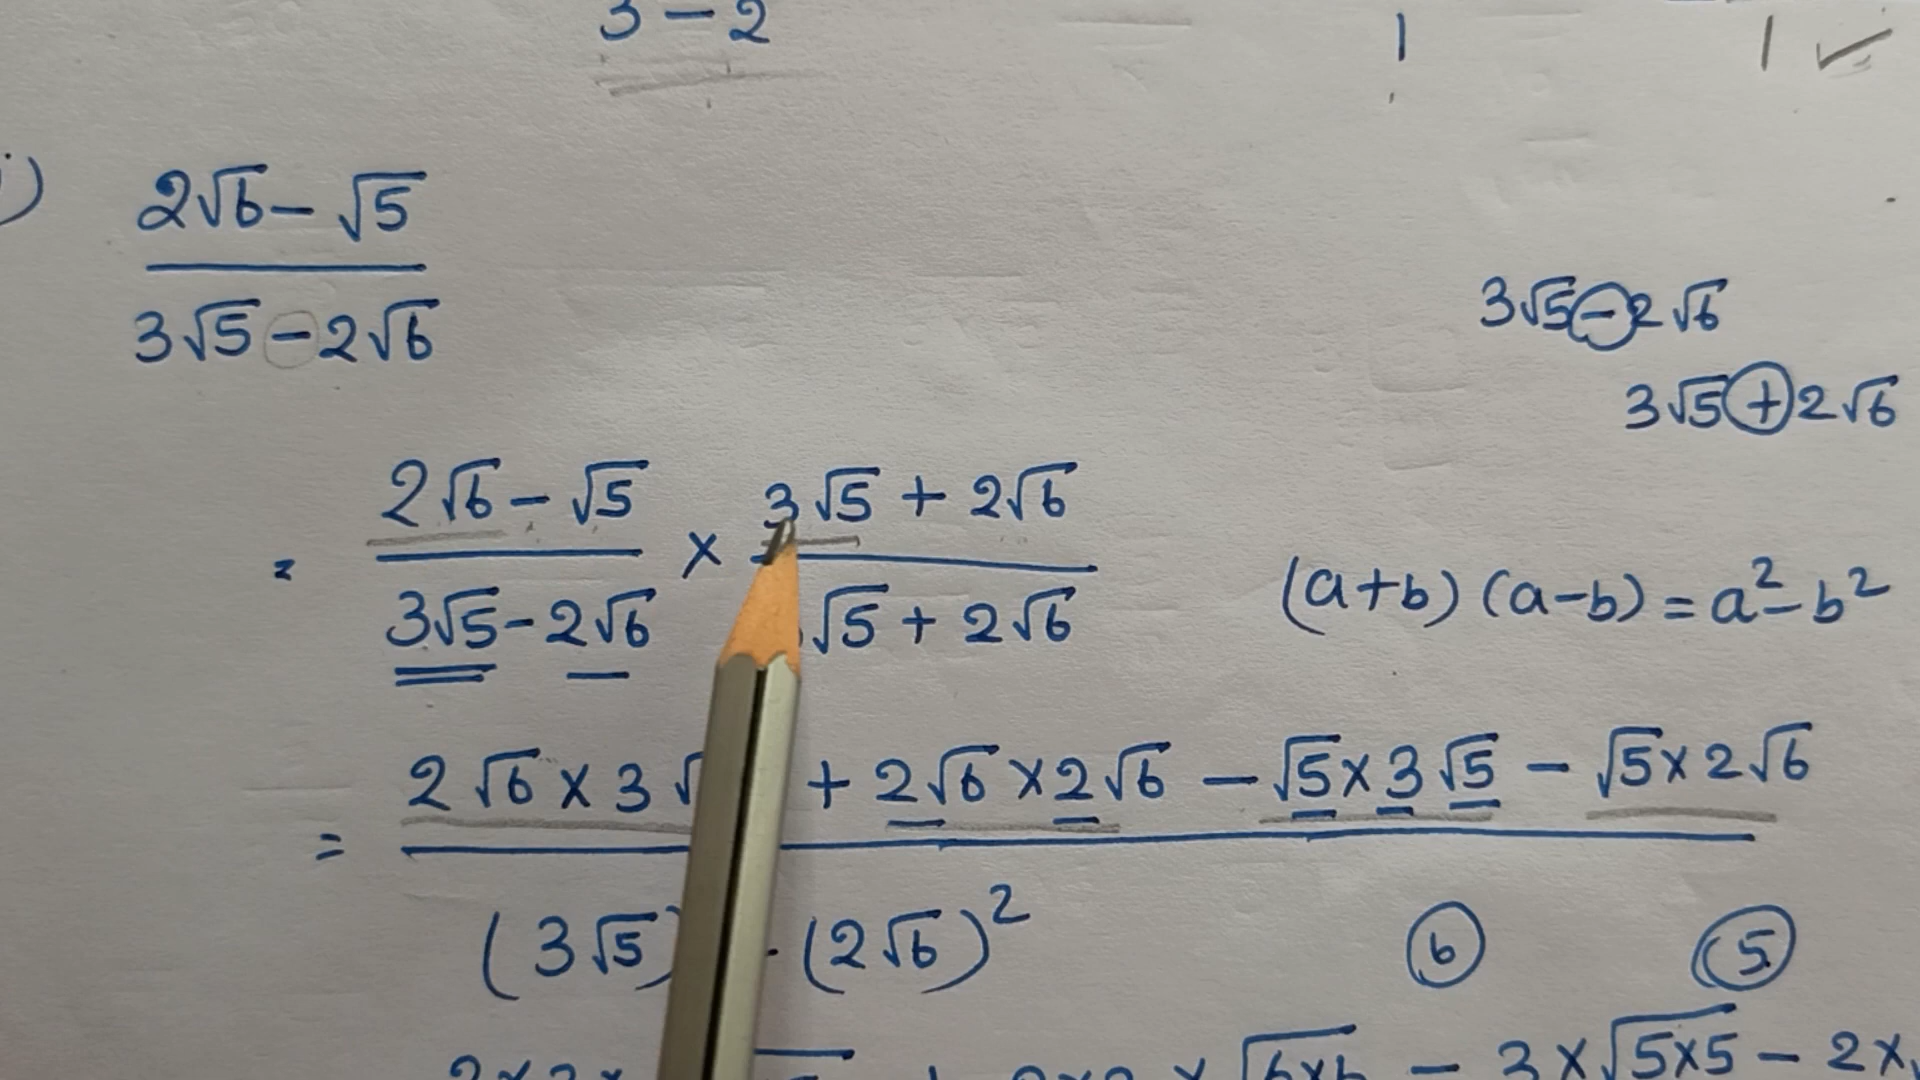 3 - 2 1 1
) 2√6 - √5
3√5 - 2√6
3√5 - 2√6
3√5 + 2√6
= 2√6 - √5 × 3√5 + 2√6
3√5 - 2√6 √5 + 2√6
(a+b) (a-b) = a² - b²
= 2√6 × 3√ + 2√6 × 2√6 - √5 × 3√5 - √5 × 2√6
(3√5) - (2√6)² 6 5
√6×6 - 3×√5×5 - 2×